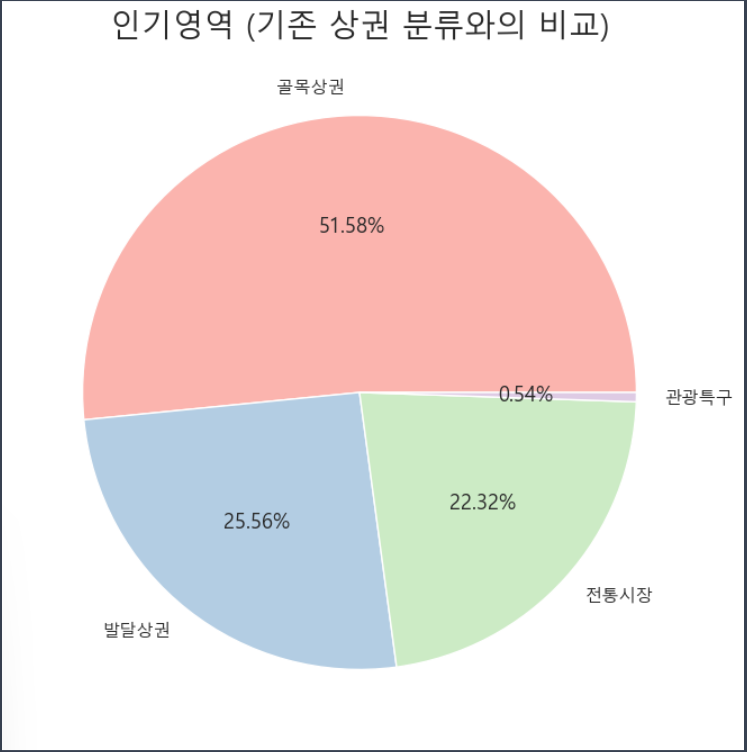 인기영역 (기존 상권 분류와의 비교)
골목상권
51.58%
0.54%
관광특구
22.32%
25.56%
전통시장
발달상권